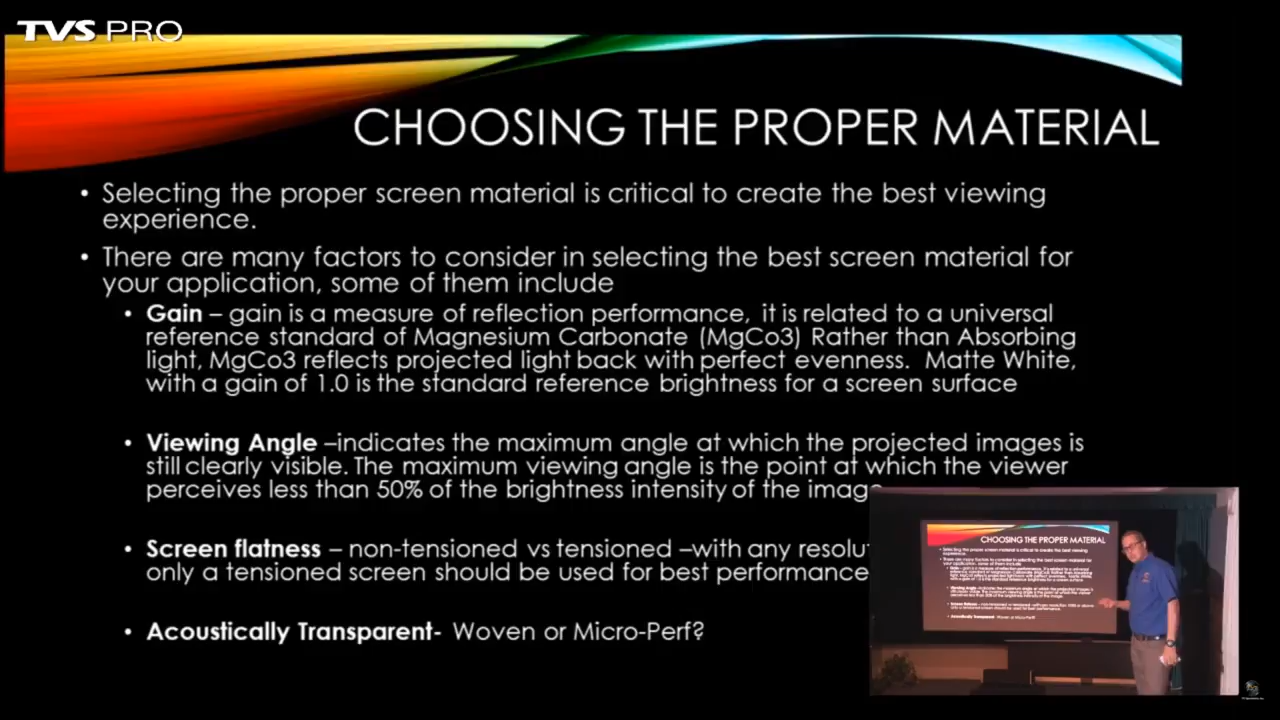 TVS PRO
CHOOSING THE PROPER MATERIAL
• Selecting the proper screen material is critical to create the best viewing
experience.
• There are many factors to consider in selecting the best screen material for
your application, some of them include
• Gain – gain is a measure of reflection performance, it is related to a universal
reference standard of Magnesium Carbonate (MgCo3) Rather than Absorbing
light, MgCo3 reflects projected light back with perfect evenness. Matte White,
with a gain of 1.0 is the standard reference brightness for a screen surface
• Viewing Angle –indicates the maximum angle at which the projected images is
still clearly visible. The maximum viewing angle is the point at which the viewer
perceives less than 50% of the brightness intensity of the image
• Screen flatness – non-tensioned vs tensioned –with any
only a tensioned screen should be used for best performance
• Acoustically Transparent- Woven or Micro-Perf?
CHOOSING THE PROPER MATERIAL